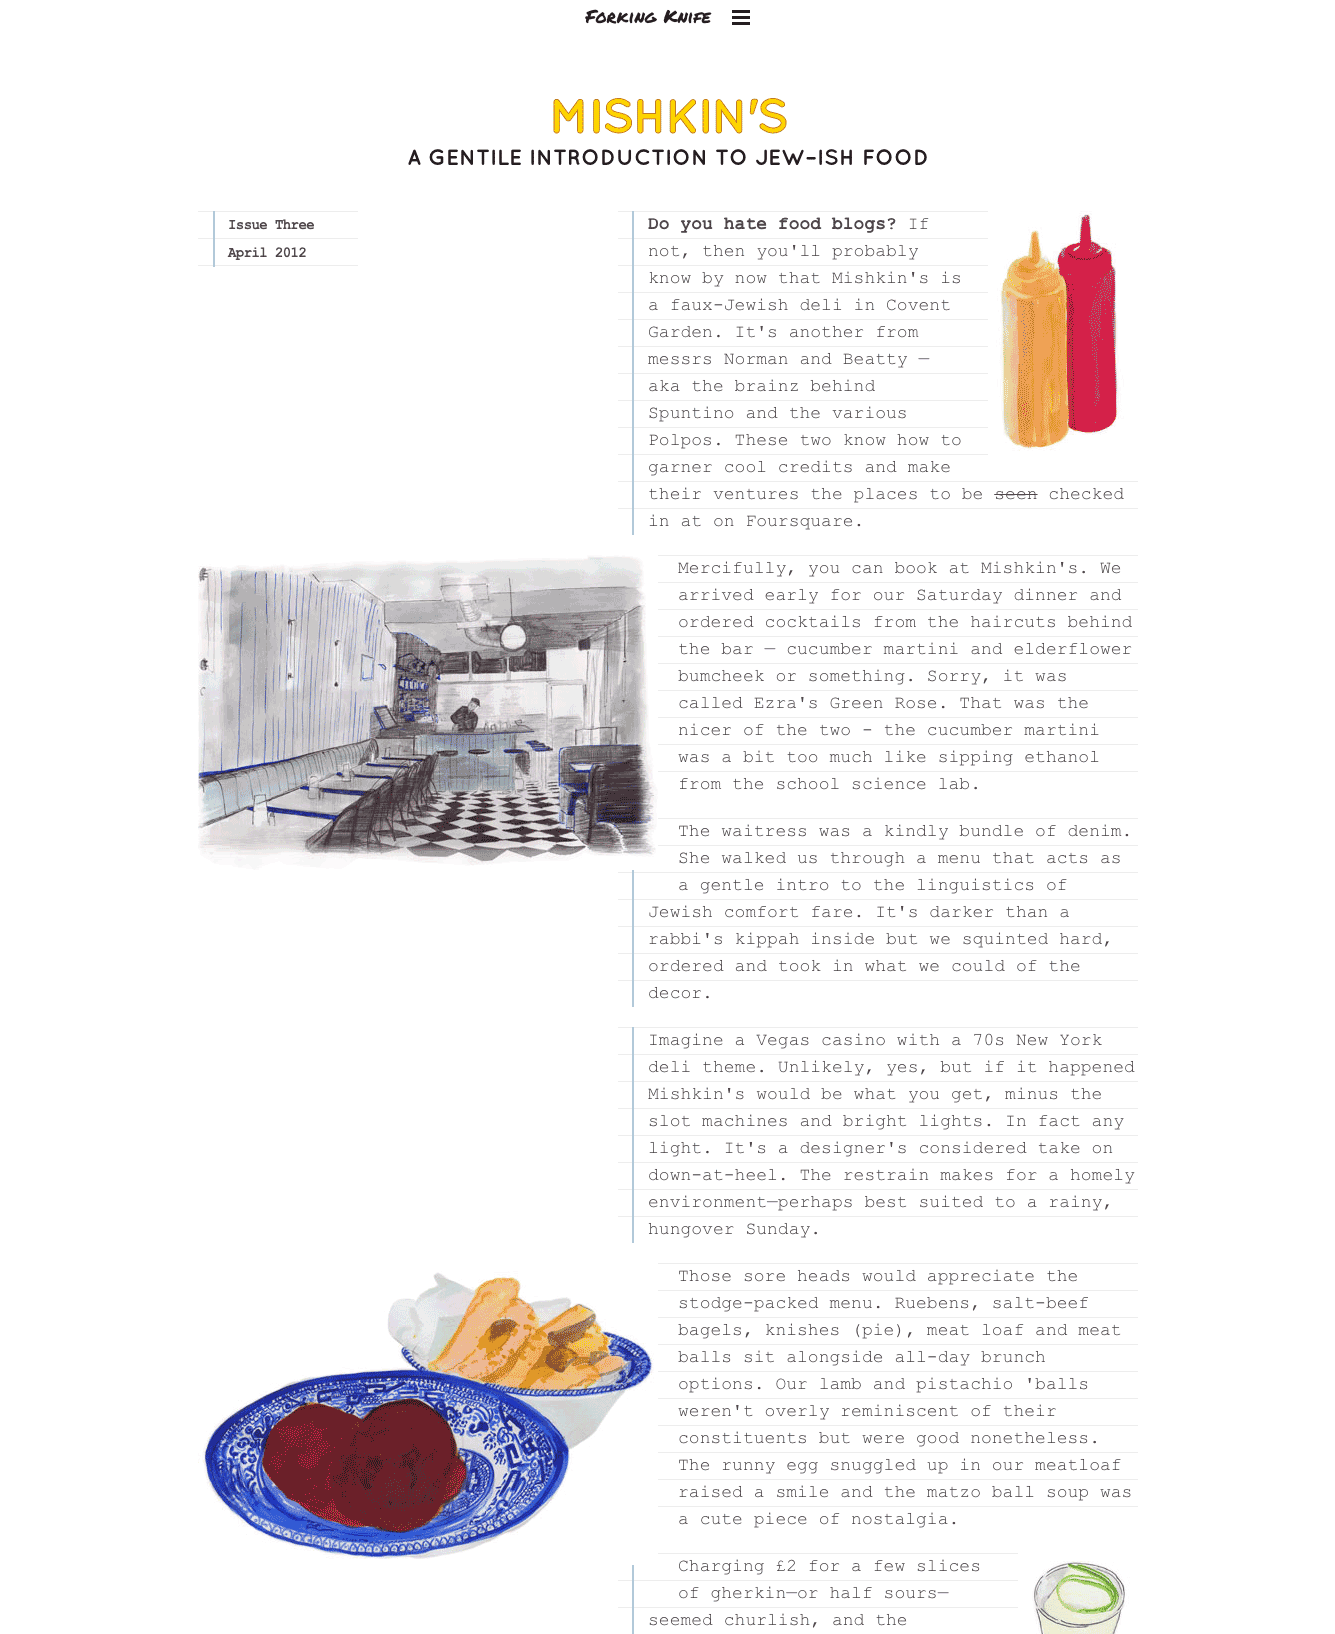 Forking Knife
MISHKIN'S
A GENTILE INTRODUCTION TO JEW-ISH FOOD
Issue Three
April 2012
Do you hate food blogs? If
not, then you'll probably
know by now that Mishkin's is
a faux-Jewish deli in Covent
Garden. It's another from
messrs Norman and Beatty —
aka the brainz behind
Spuntino and the various
Polpos. These two know how to
garner cool credits and make
their ventures the places to be seen checked
in at on Foursquare.
Mercifully, you can book at Mishkin's. We
arrived early for our Saturday dinner and
ordered cocktails from the haircuts behind
the bar — cucumber martini and elderflower
bumcheek or something. Sorry, it was
called Ezra's Green Rose. That was the
nicer of the two - the cucumber martini
was a bit too much like sipping ethanol
from the school science lab.
The waitress was a kindly bundle of denim.
She walked us through a menu that acts as
a gentle intro to the linguistics of
Jewish comfort fare. It's darker than a
rabbi's kippah inside but we squinted hard,
ordered and took in what we could of the
decor.
Imagine a Vegas casino with a 70s New York
deli theme. Unlikely, yes, but if it happened
Mishkin's would be what you get, minus the
slot machines and bright lights. In fact any
light. It's a designer's considered take on
down-at-heel. The restrain makes for a homely
environment—perhaps best suited to a rainy,
hungover Sunday.
Those sore heads would appreciate the
stodge-packed menu. Ruebens, salt-beef
bagels, knishes (pie), meat loaf and meat
balls sit alongside all-day brunch
options. Our lamb and pistachio 'balls
weren't overly reminiscent of their
constituents but were good nonetheless.
The runny egg snuggled up in our meatloaf
raised a smile and the matzo ball soup was
a cute piece of nostalgia.
Charging £2 for a few slices
of gherkin—or half sours—
seemed churlish, and the